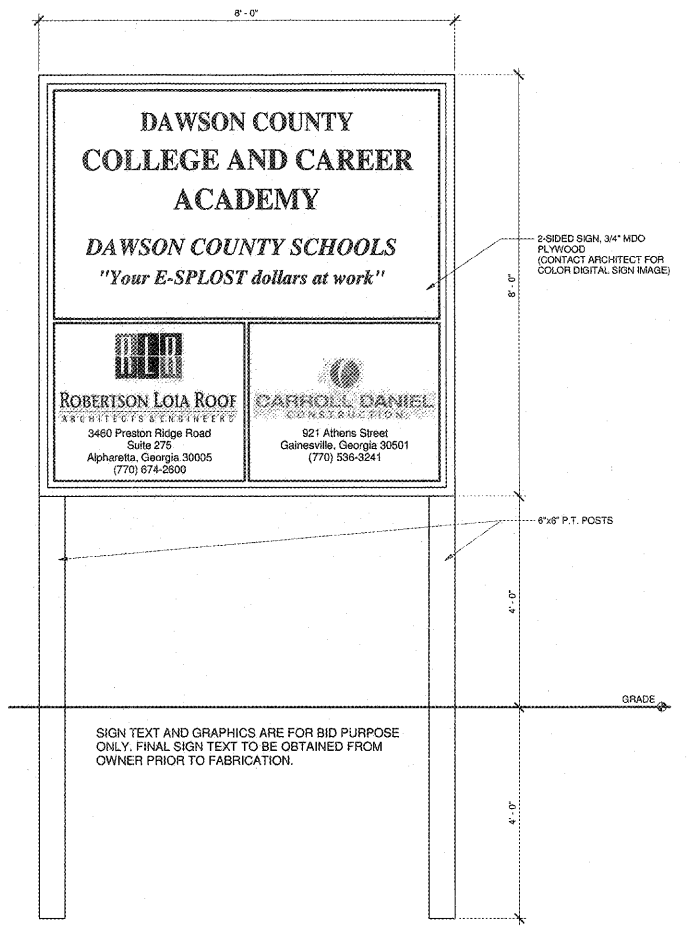 8' - 0"
DAWSON COUNTY
COLLEGE AND CAREER
ACADEMY
DAWSON COUNTY SCHOOLS
"Your E-SPLOST dollars at work"
2-SIDED SIGN, 3/4" MDO
PLYWOOD
(CONTACT ARCHITECT FOR
COLOR DIGITAL SIGN IMAGE)
8' - 0"
RLR
ROBERTSON LOIA ROOF
ARCHITECTS & ENGINEERS
3460 Preston Ridge Road
Suite 275
Alpharetta, Georgia 30005
(770) 674-2600
CARROLL DANIEL
CONSTRUCTION
921 Athens Street
Gainesville, Georgia 30501
(770) 536-3241
6"x6" P.T. POSTS
4' - 0"
GRADE
SIGN TEXT AND GRAPHICS ARE FOR BID PURPOSE
ONLY. FINAL SIGN TEXT TO BE OBTAINED FROM
OWNER PRIOR TO FABRICATION.
4' - 0"